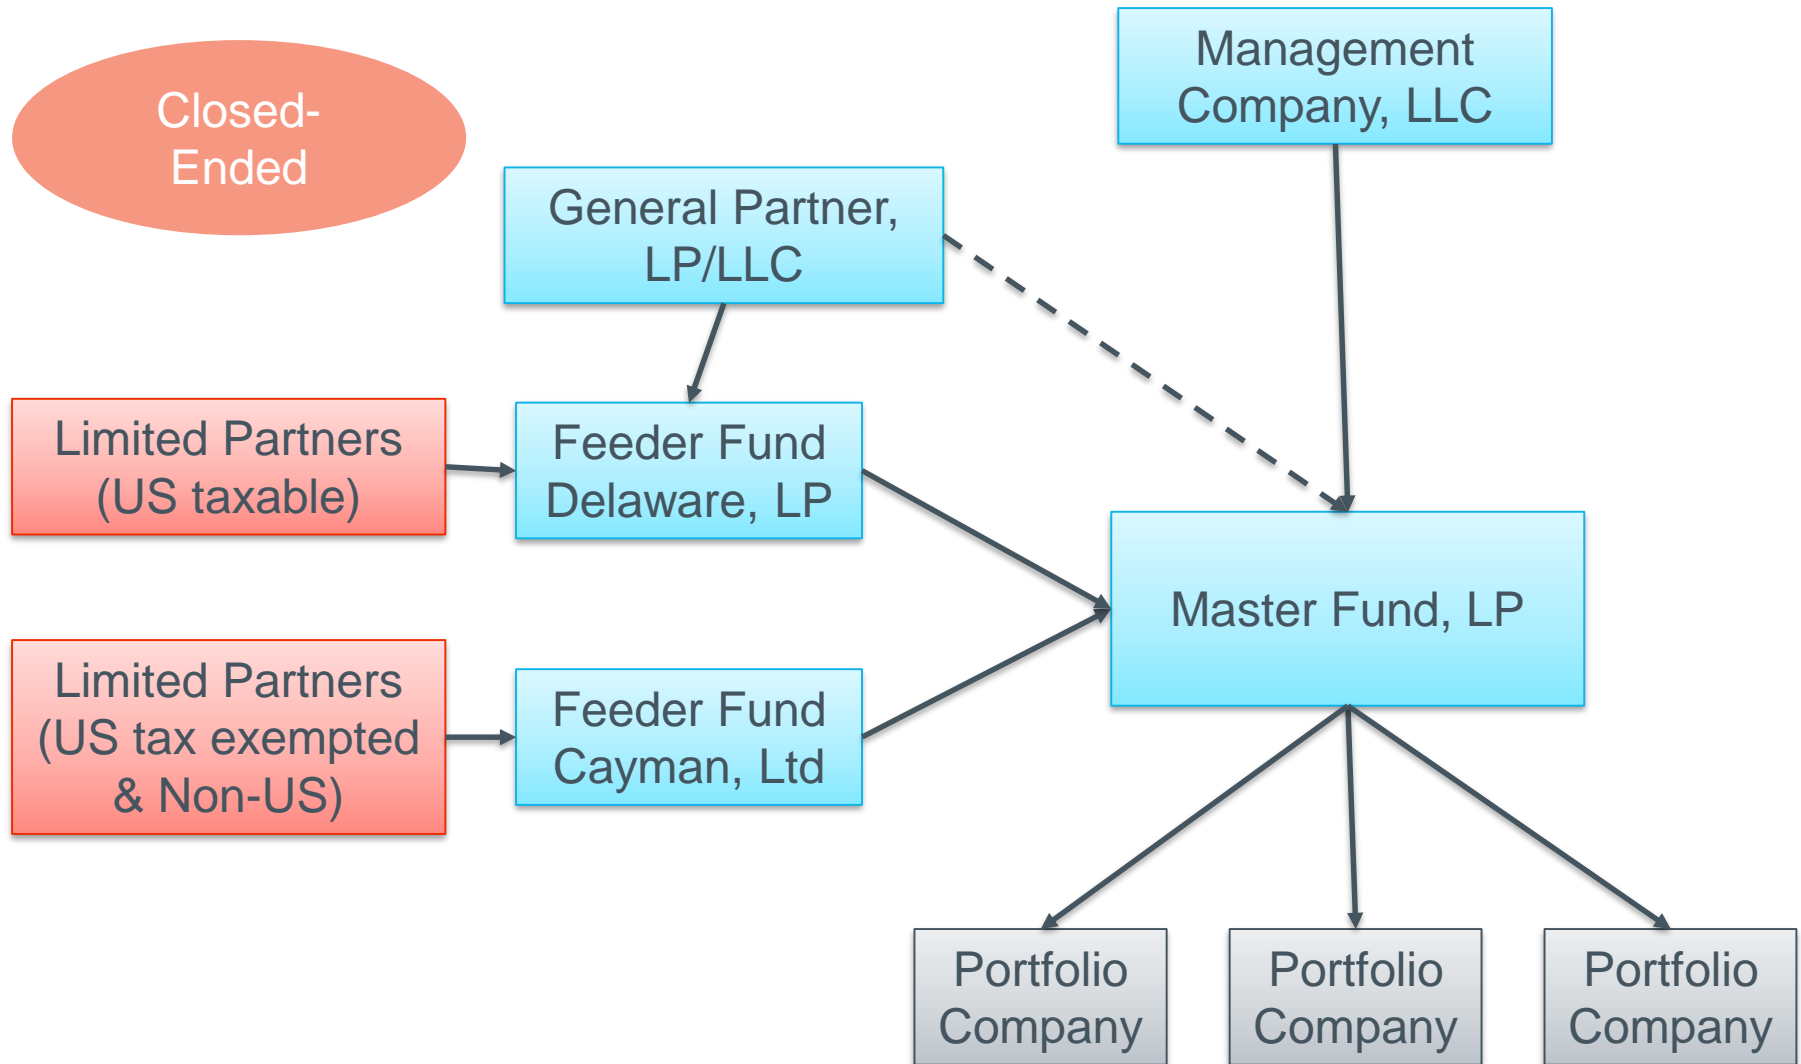 Closed-
Ended
Management
Company, LLC
General Partner,
LP/LLC
Limited Partners
(US taxable)
Feeder Fund
Delaware, LP
Master Fund, LP
Limited Partners
(US tax exempted
& Non-US)
Feeder Fund
Cayman, Ltd
Portfolio
Company
Portfolio
Company
Portfolio
Company